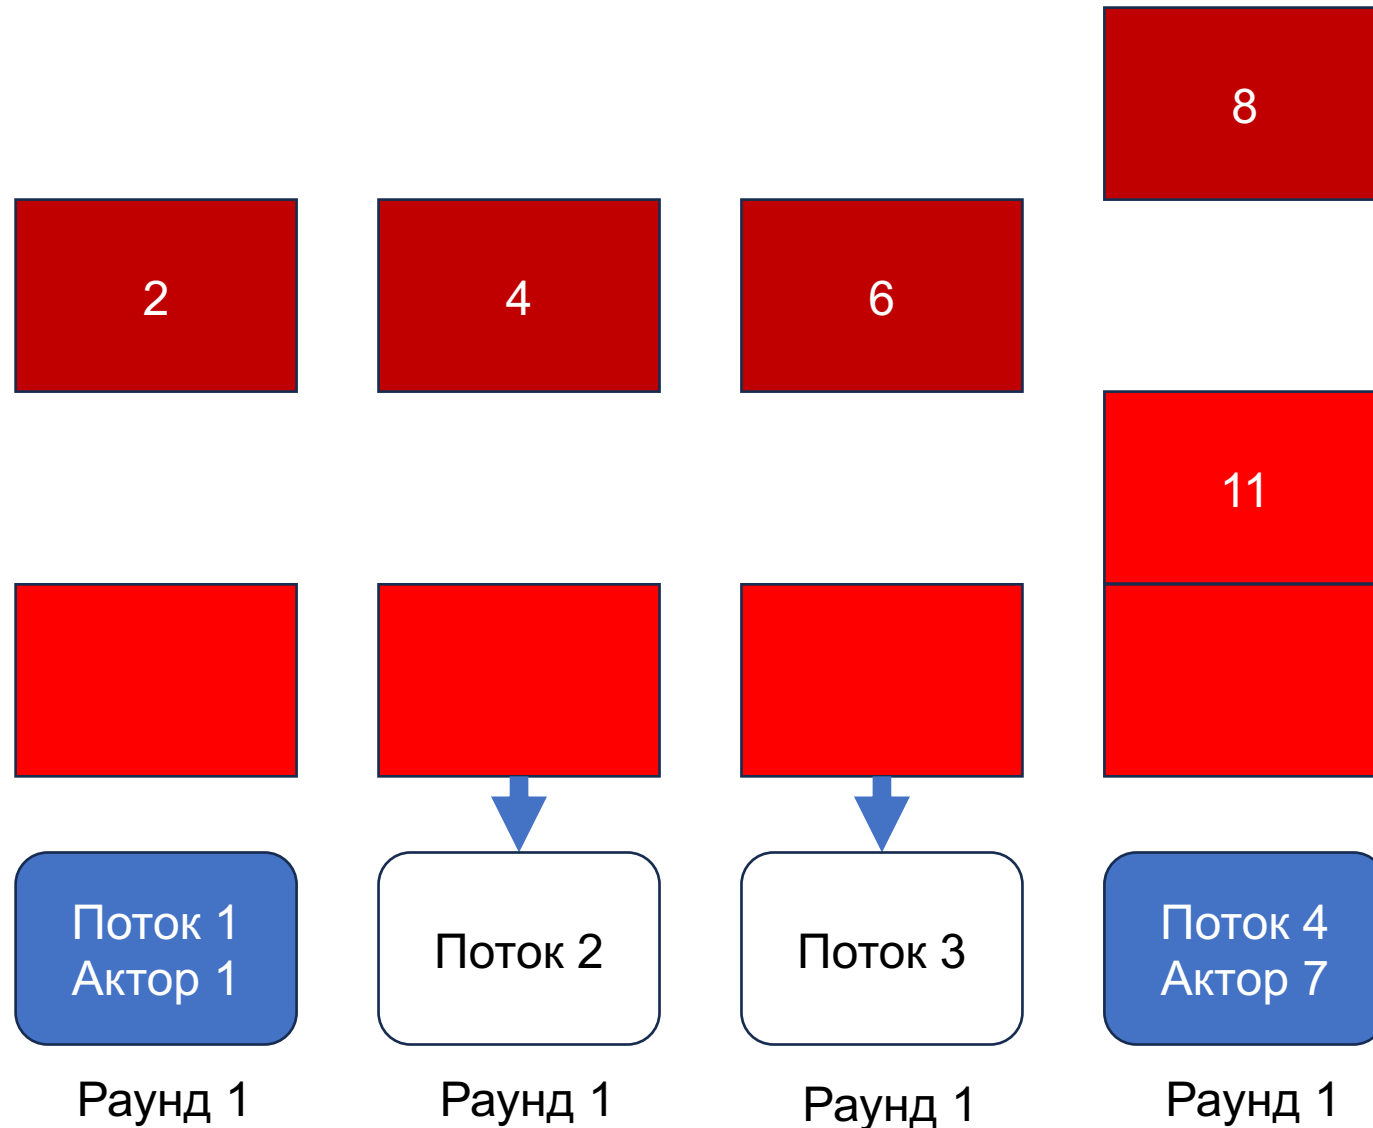 8
2
4
6
11
Поток 1
Актор 1
Поток 2
Поток 3
Поток 4
Актор 7
Раунд 1
Раунд 1
Раунд 1
Раунд 1